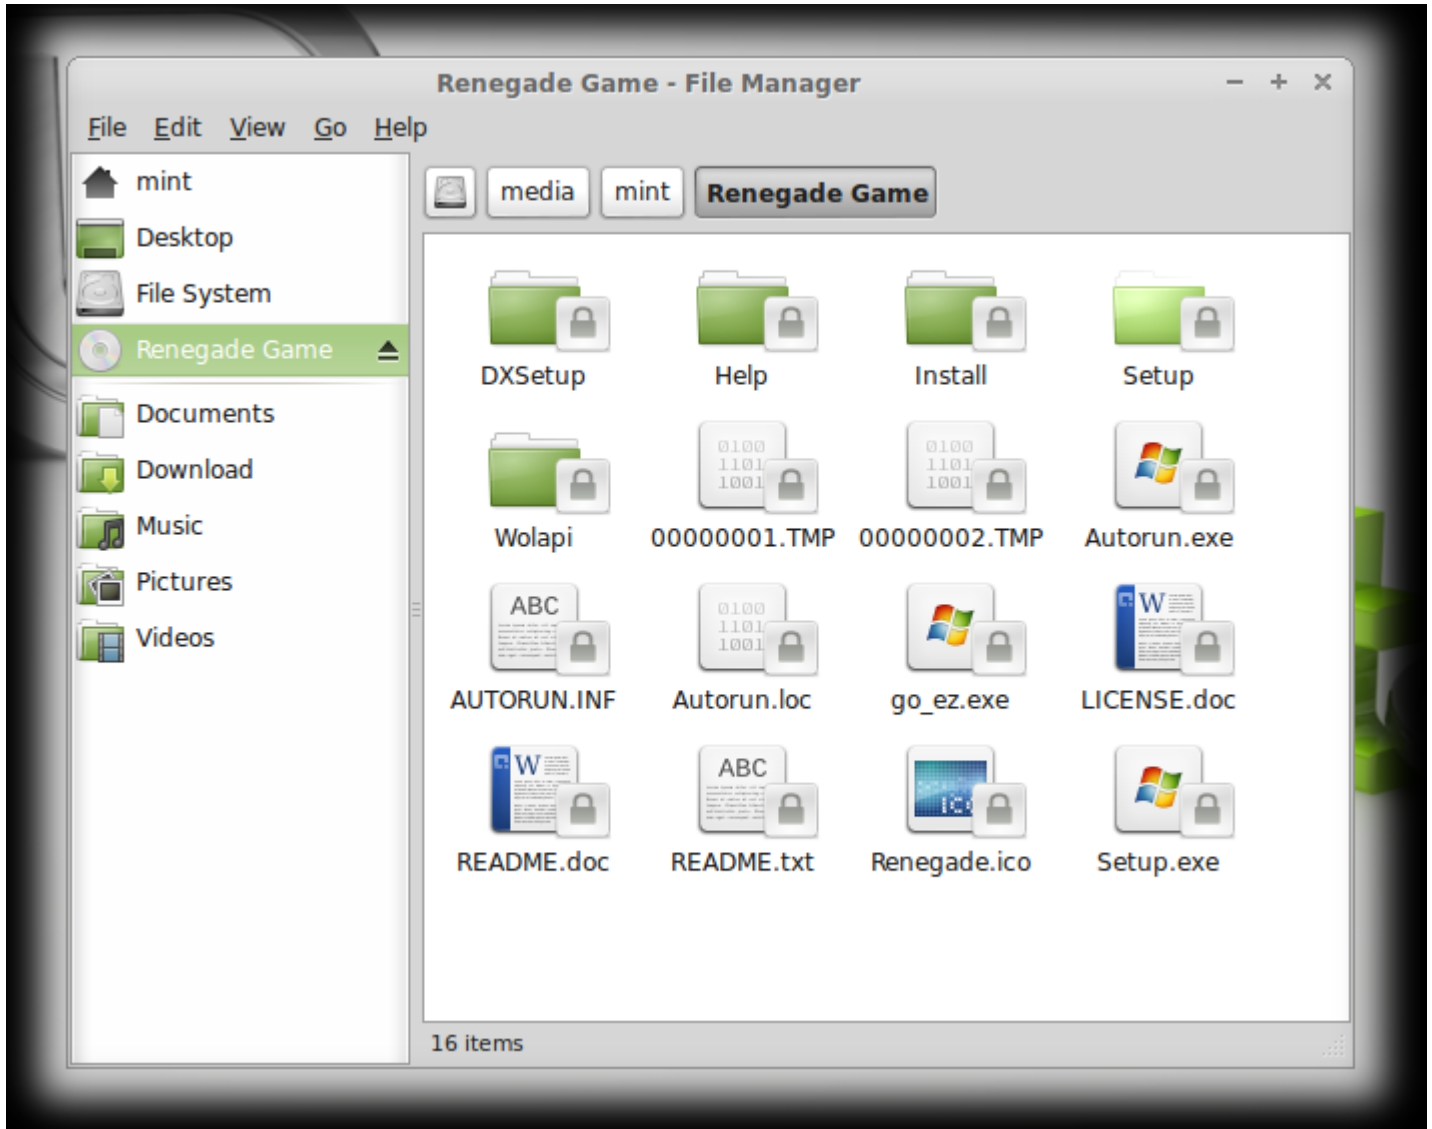 Renegade Game - File Manager
File Edit View Go Help
mint
Desktop
File System
Renegade Game
Documents
Download
Music
Pictures
Videos
media mint Renegade Game
DXSetup Help Install Setup
Wolapi 00000001.TMP 00000002.TMP Autorun.exe
AUTORUN.INF Autorun.loc go_ez.exe LICENSE.doc
README.doc README.txt Renegade.ico Setup.exe
16 items